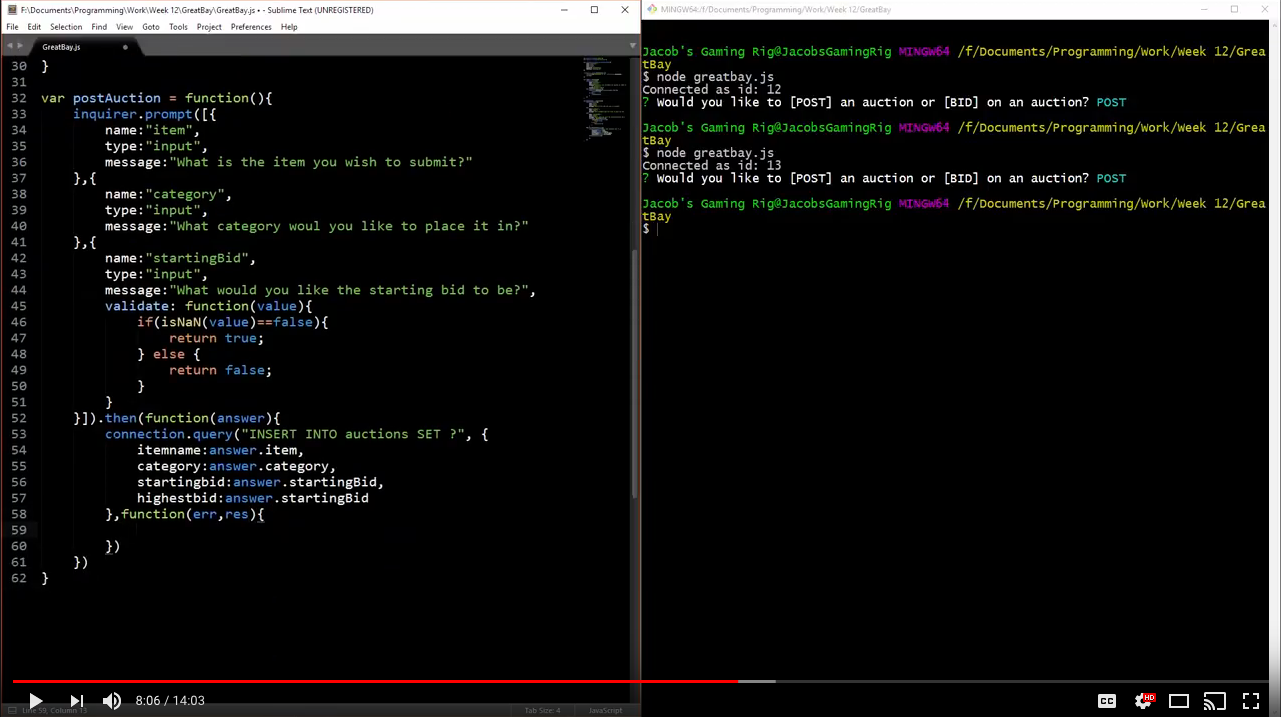 F:\Documents\Programming\Work\Week 12\GreatBay\GreatBay.js • - Sublime Text (UNREGISTERED)
File Edit Selection Find View Goto Tools Project Preferences Help
GreatBay.js
30 }
31
32 var postAuction = function(){
33 inquirer.prompt([{
34 name:"item",
35 type:"input",
36 message:"What is the item you wish to submit?"
37 },{
38 name:"category",
39 type:"input",
40 message:"What category woul you like to place it in?"
41 },{
42 name:"startingBid",
43 type:"input",
44 message:"What would you like the starting bid to be?",
45 validate: function(value){
46 if(isNaN(value)==false){
47 return true;
48 } else {
49 return false;
50 }
51 }
52 }]).then(function(answer){
53 connection.query("INSERT INTO auctions SET ?", {
54 itemname:answer.item,
55 category:answer.category,
56 startingbid:answer.startingBid,
57 highestbid:answer.startingBid
58 },function(err,res){
59
60 })
61 })
62 }
MINGW64:/f/Documents/Programming/Work/Week 12/GreatBay
Jacob's Gaming Rig@JacobsGamingRig MINGW64 /f/Documents/Programming/Work/Week 12/Grea
tBay
$ node greatbay.js
Connected as id: 12
? Would you like to [POST] an auction or [BID] on an auction? POST
Jacob's Gaming Rig@JacobsGamingRig MINGW64 /f/Documents/Programming/Work/Week 12/Grea
tBay
$ node greatbay.js
Connected as id: 13
? Would you like to [POST] an auction or [BID] on an auction? POST
Jacob's Gaming Rig@JacobsGamingRig MINGW64 /f/Documents/Programming/Work/Week 12/Grea
tBay
$
8:06 / 14:03
CC
HD
Line 59, Column 13
Tab Size: 4
JavaScript